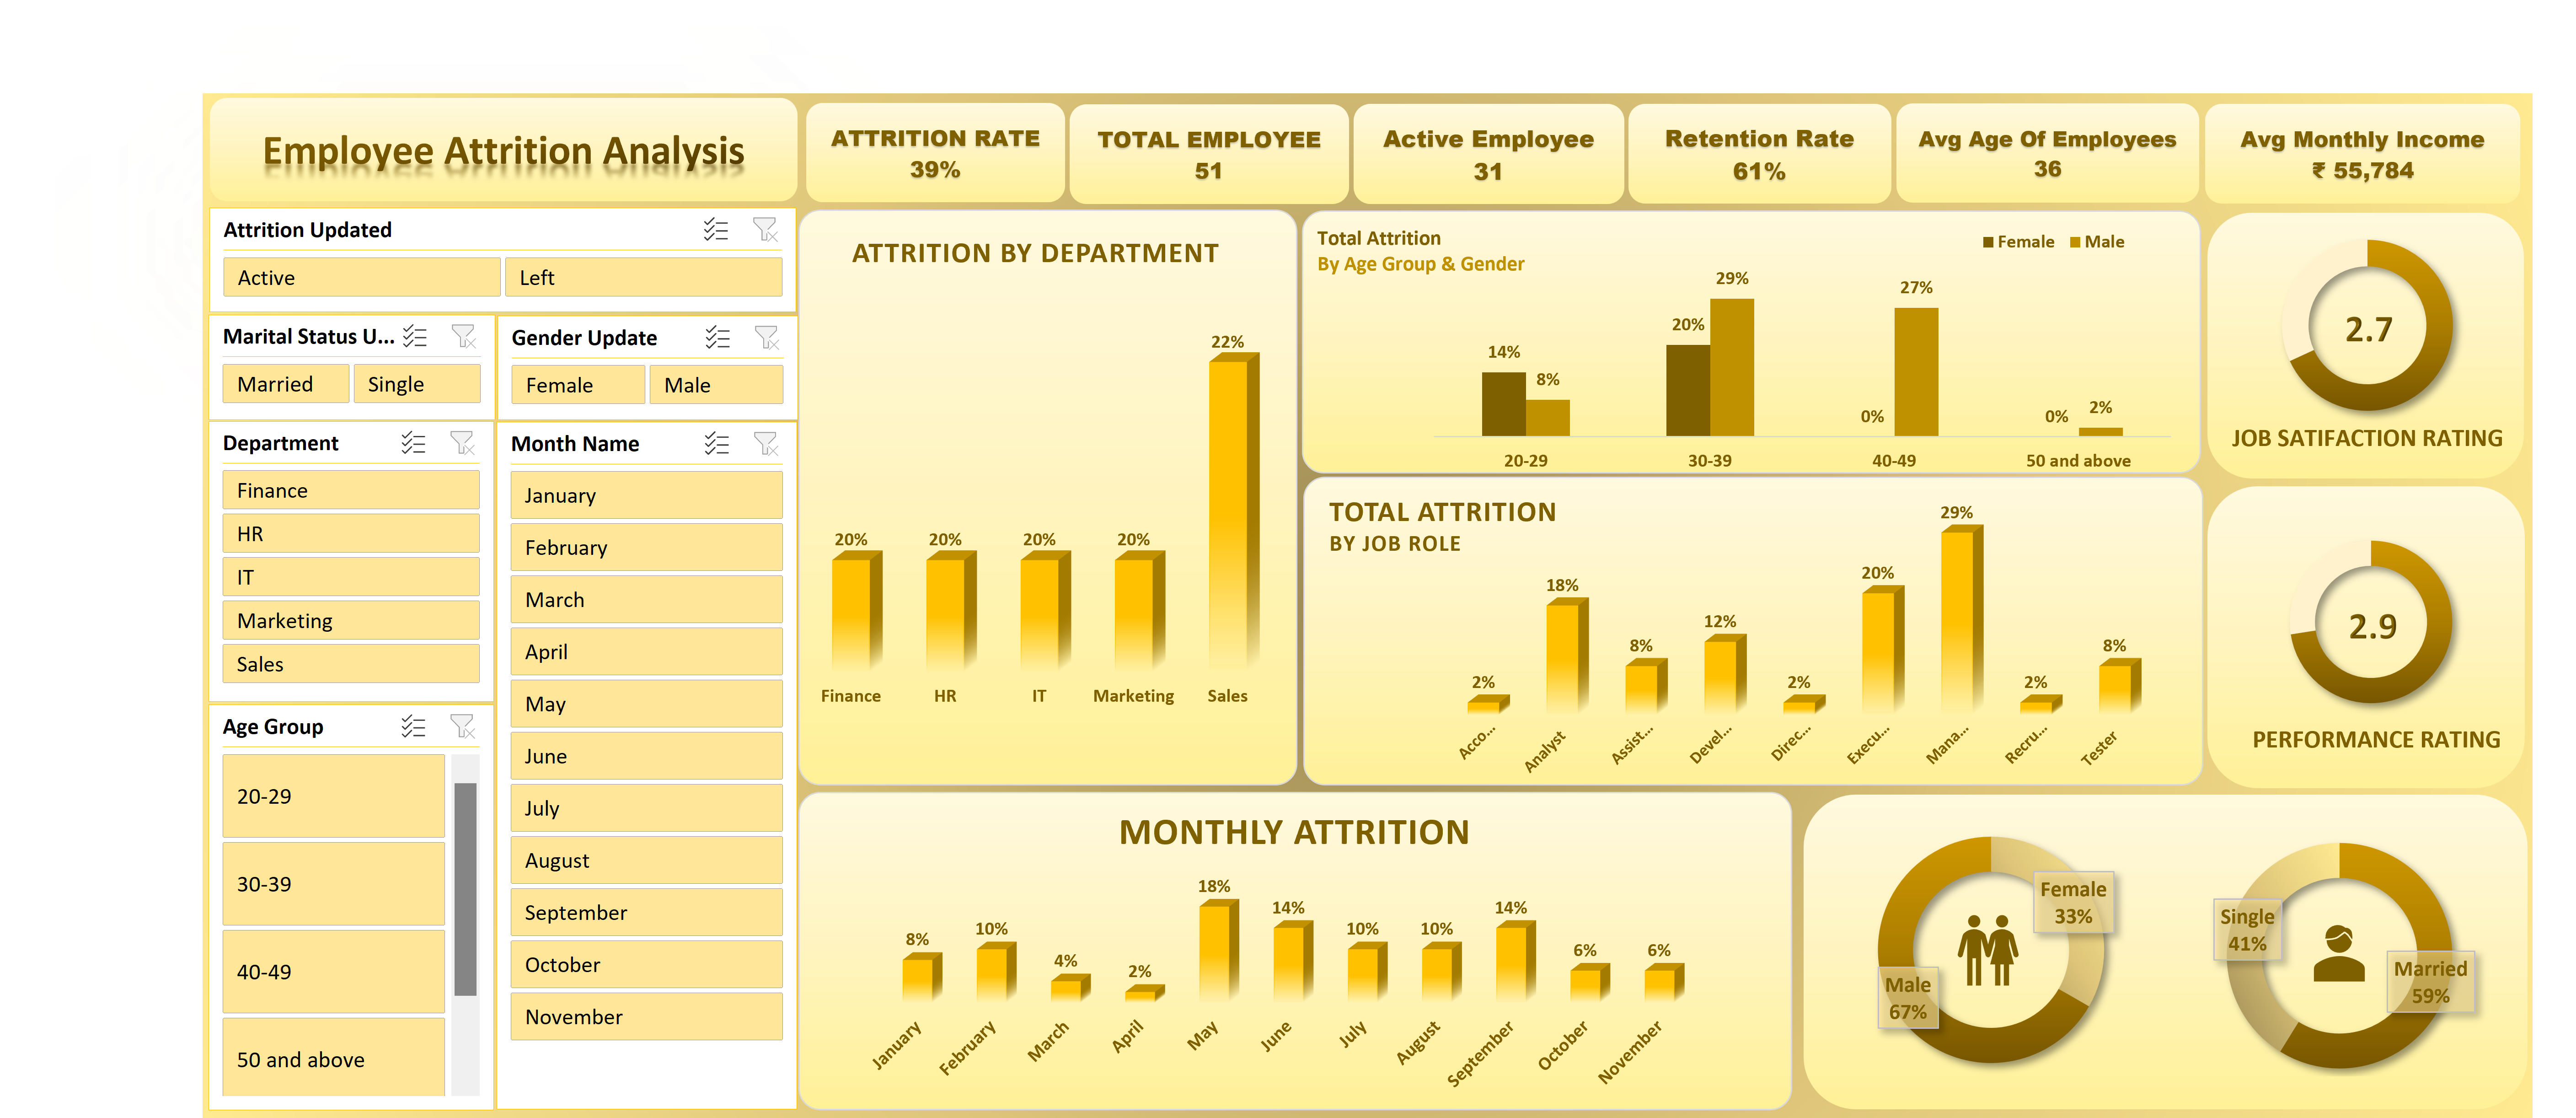 Employee Attrition Analysis
ATTRITION RATE
39%
TOTAL EMPLOYEE
51
Active Employee
31
Retention Rate
61%
Avg Age Of Employees
36
Avg Monthly Income
₹ 55,784
Attrition Updated
Active
Left
Marital Status U...
Married
Single
Gender Update
Female
Male
Department
Finance
HR
IT
Marketing
Sales
Age Group
20-29
30-39
40-49
50 and above
Month Name
January
February
March
April
May
June
July
August
September
October
November
ATTRITION BY DEPARTMENT
20%
20%
20%
20%
22%
Finance
HR
IT
Marketing
Sales
Total Attrition
By Age Group & Gender
Female
Male
14%
8%
20%
29%
0%
27%
0%
2%
20-29
30-39
40-49
50 and above
2.7
JOB SATIFACTION RATING
TOTAL ATTRITION
BY JOB ROLE
2%
18%
8%
12%
2%
20%
29%
2%
8%
Acco...
Analyst
Assist...
Devel...
Direc...
Execu...
Mana...
Recru...
Tester
2.9
PERFORMANCE RATING
MONTHLY ATTRITION
8%
10%
4%
2%
18%
14%
10%
10%
14%
6%
6%
January
February
March
April
May
June
July
August
September
October
November
Female
33%
Male
67%
Single
41%
Married
59%